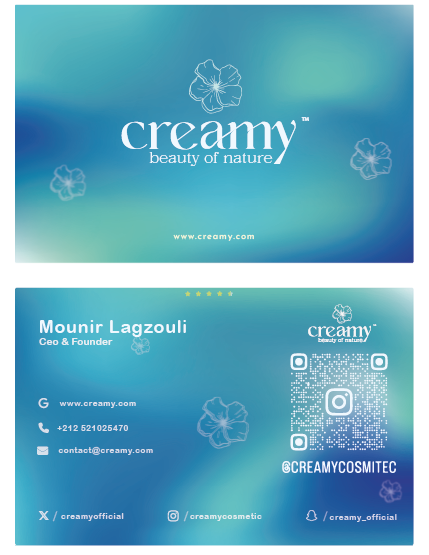 creamy™
beauty of nature
www.creamy.com
Mounir Lagzouli
Ceo & Founder
creamy™
beauty of nature
G www.creamy.com
+212 521025470
contact@creamy.com
@CREAMYCOSMITEC
X / creamyofficial
/ creamycosmetic
/ creamy_official